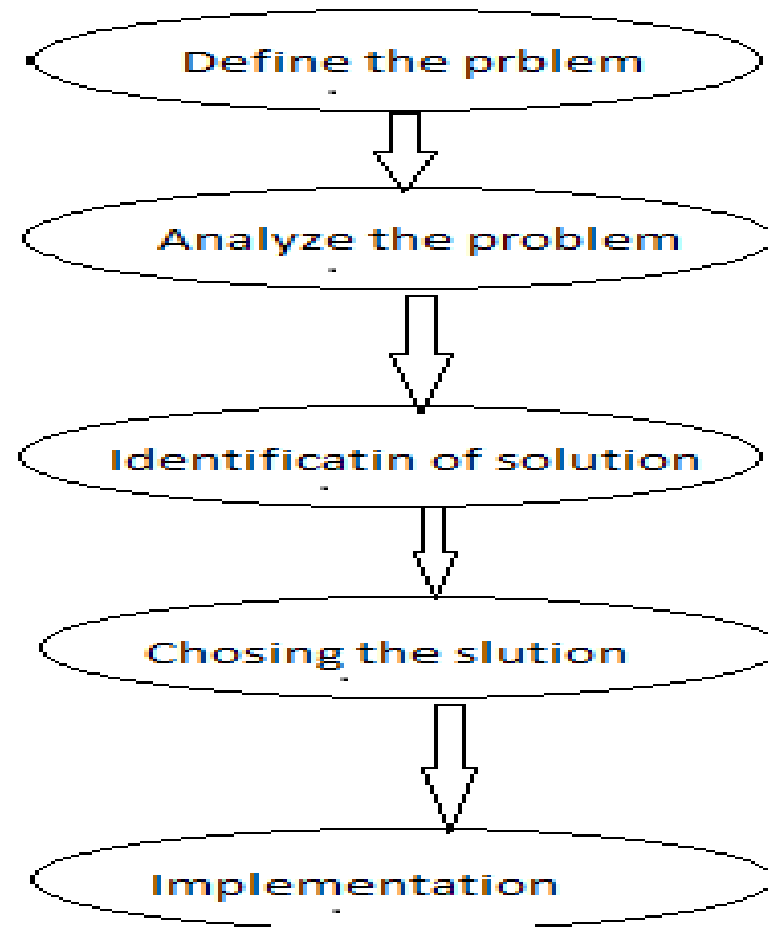 Define the prblem
Analyze the problem
Identificatin of solution
Chosing the slution
Implementation